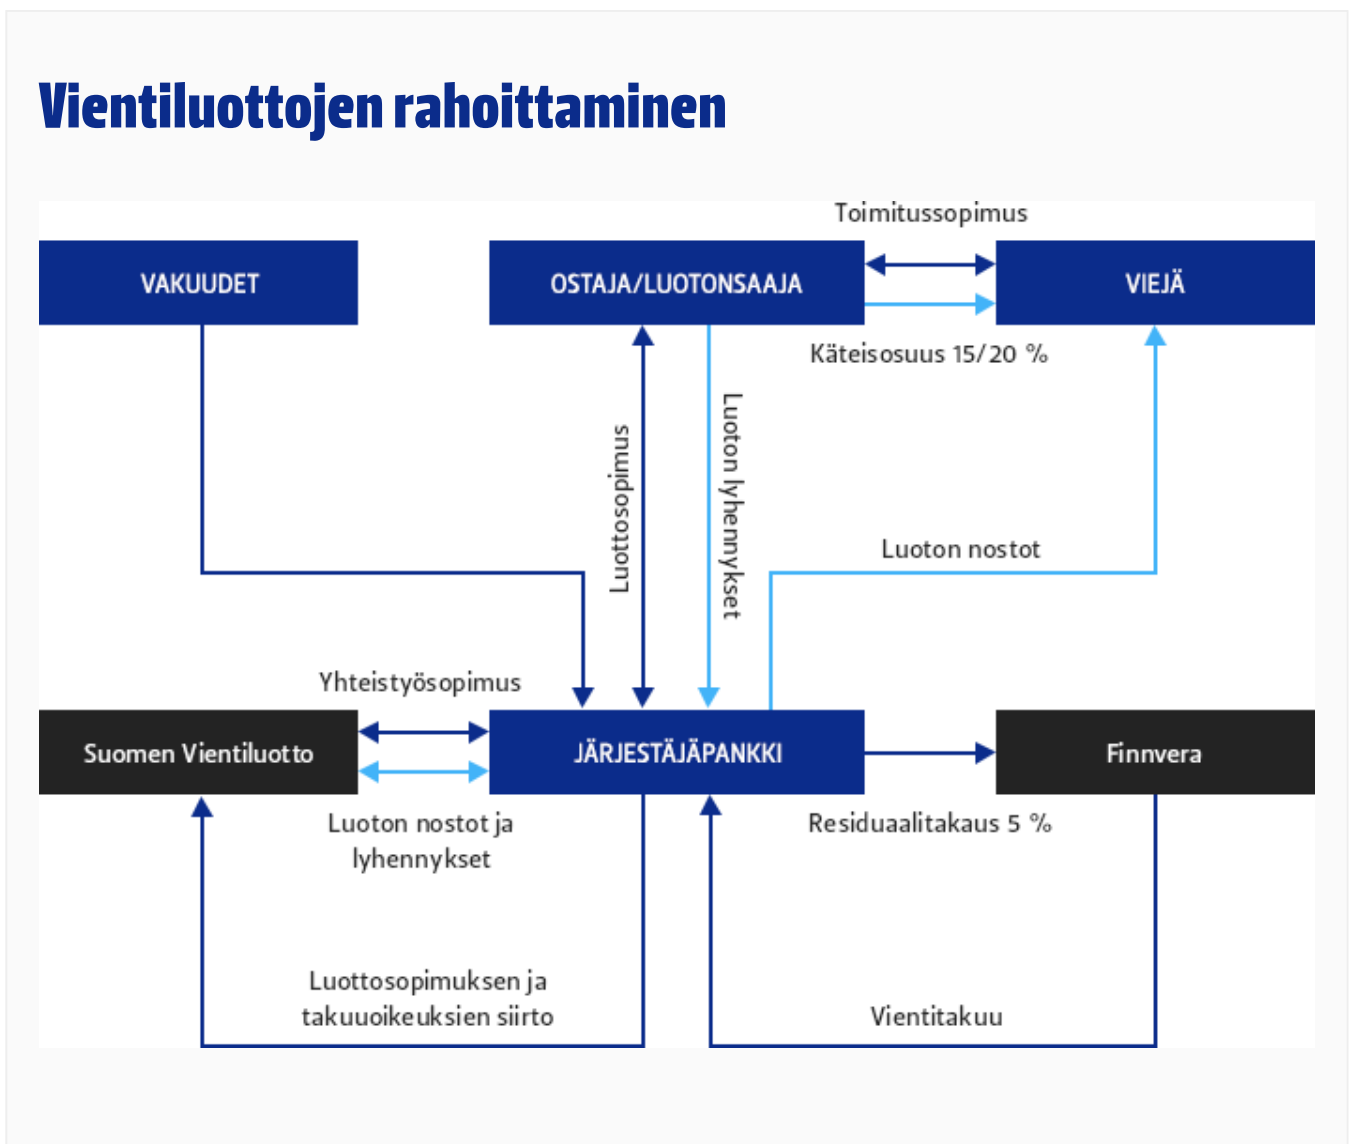 Vientiluottojen rahoittaminen
Toimitussopimus
VAKUUDET
OSTAJA/LUOTONSAAJA
VIEJÄ
Käteisosuus 15/20 %
Luottosopimus
Luoton lyhennykset
Luoton nostot
Yhteistyösopimus
Suomen Vientiluotto
JÄRJESTÄJÄPANKKI
Finnvera
Luoton nostot ja
lyhennykset
Residuaalitakaus 5 %
Luottosopimuksen ja
takuuoikeuksien siirto
Vientitakuu